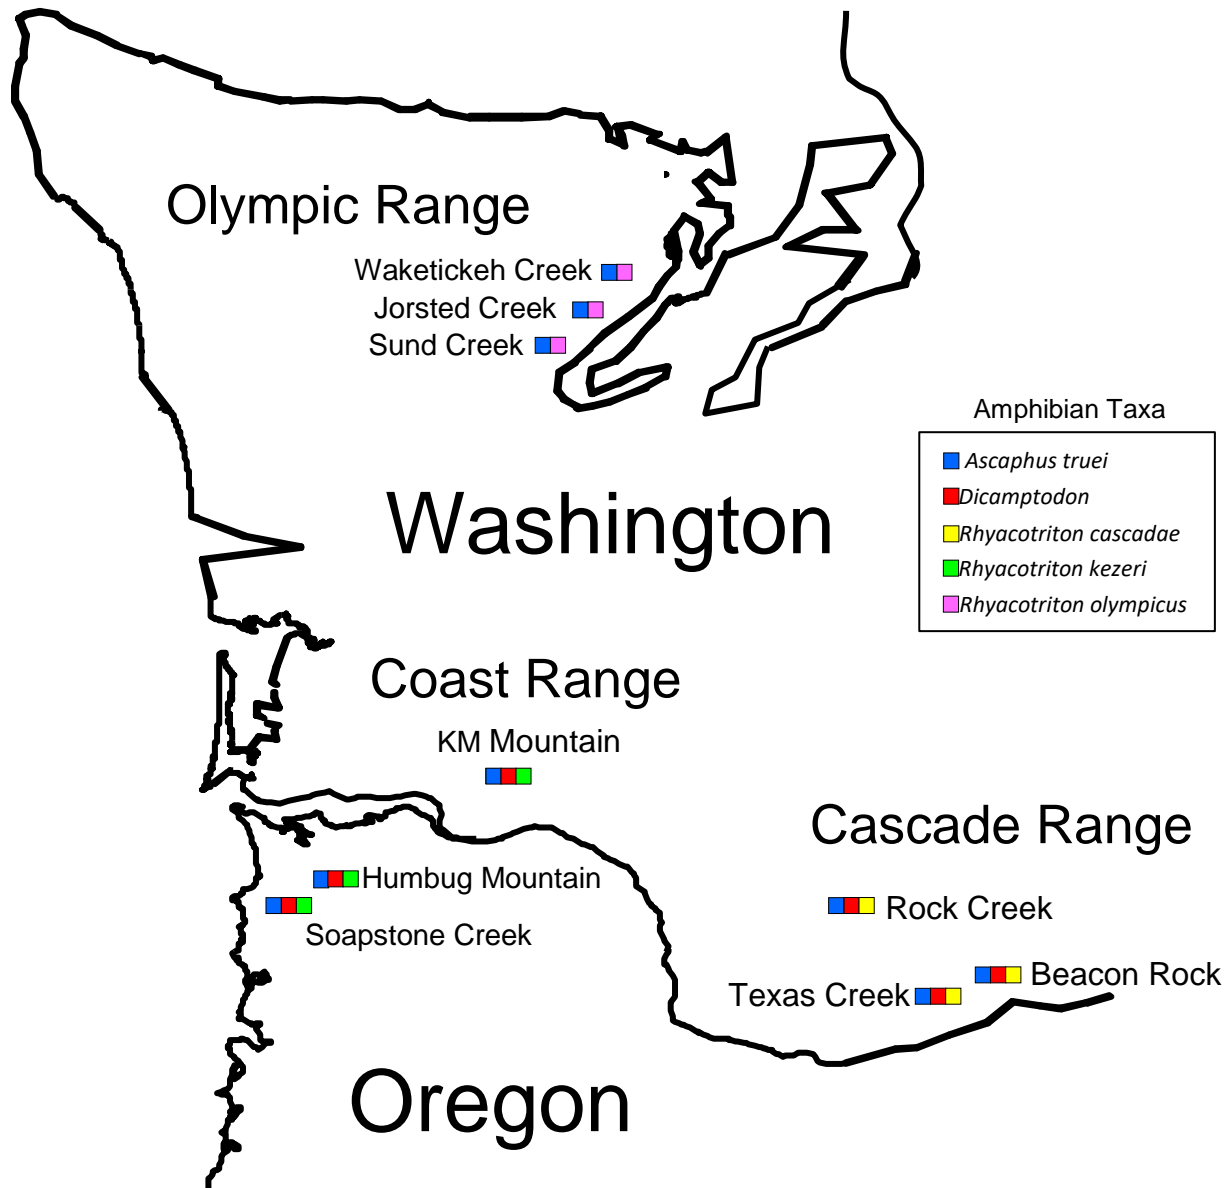 Olympic Range
Waketickeh Creek
Jorsted Creek
Sund Creek
Amphibian Taxa
Ascaphus truei
Dicamptodon
Rhyacotriton cascadae
Rhyacotriton kezeri
Rhyacotriton olympicus
Washington
Coast Range
KM Mountain
Cascade Range
Humbug Mountain
Soapstone Creek
Rock Creek
Beacon Rock
Texas Creek
Oregon